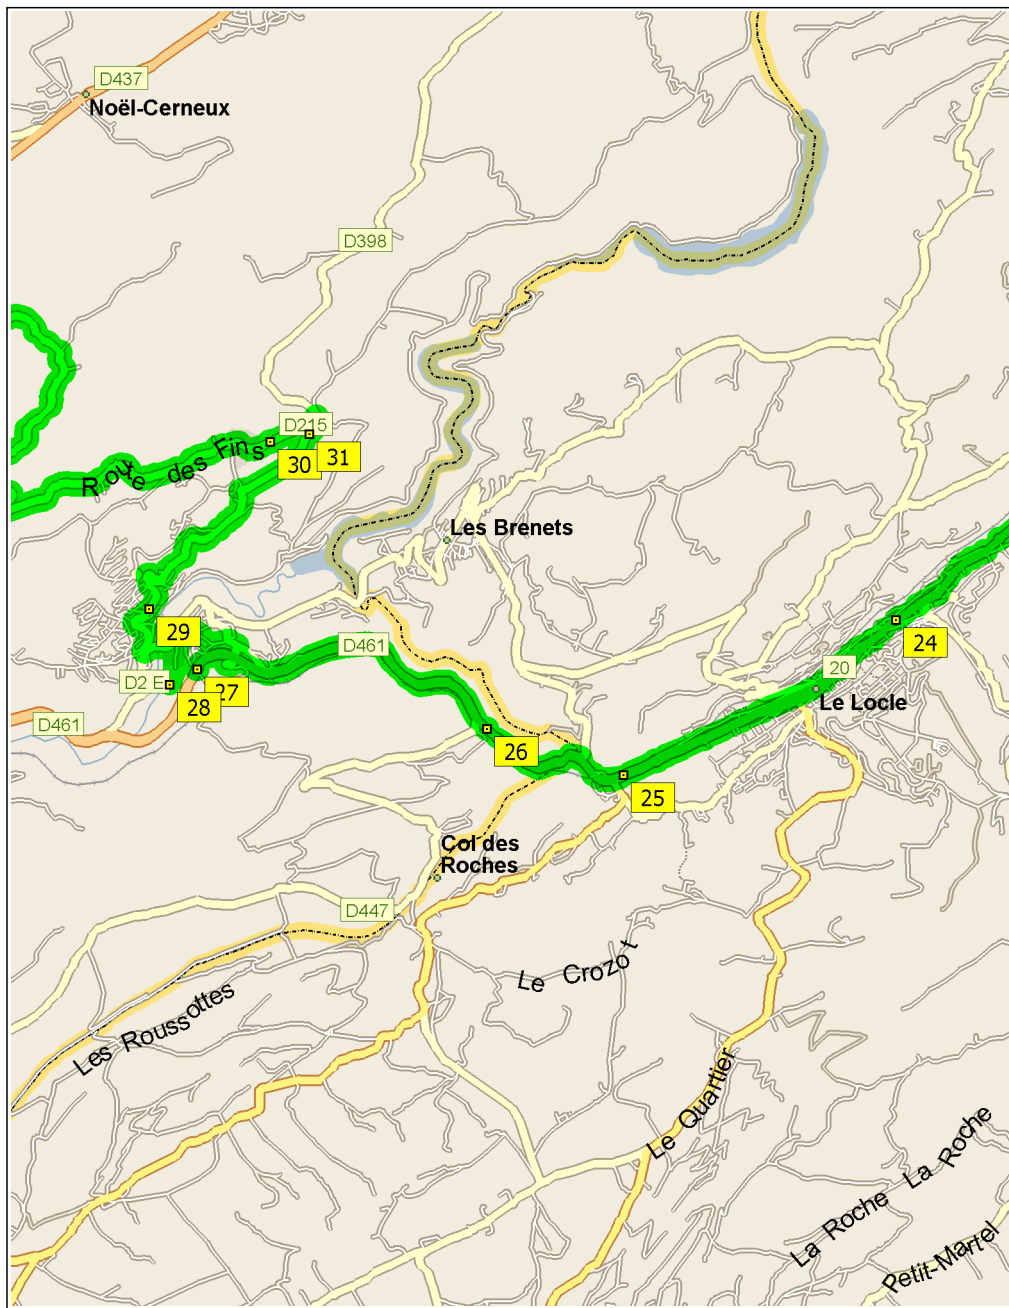 D437
Noël-Cerneux
D398
D215
Route des Fins
30
31
Les Brenets
29
24
D461
20
D2 E
27
28
Le Locle
D461
26
25
Col des
Roches
D447
Le Crozot
Les Roussottes
Le Quartier
La Roche
La Roche
Petit-Martel